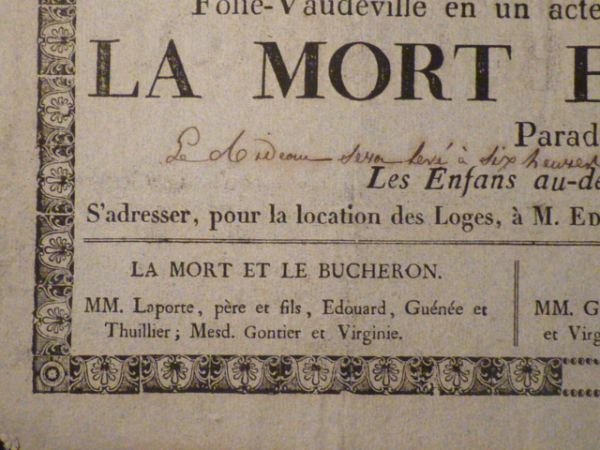 Folie-Vaudeville en un acte
LA MORT E
Parad
Le Rideau sera levé à six heures
Les Enfans au-de
S'adresser, pour la location des Loges, à M. ED
LA MORT ET LE BUCHERON.
MM. Laporte, père et fils, Edouard, Guénée et
Thuillier; Mesd. Gontier et Virginie.
MM. G
et Virg